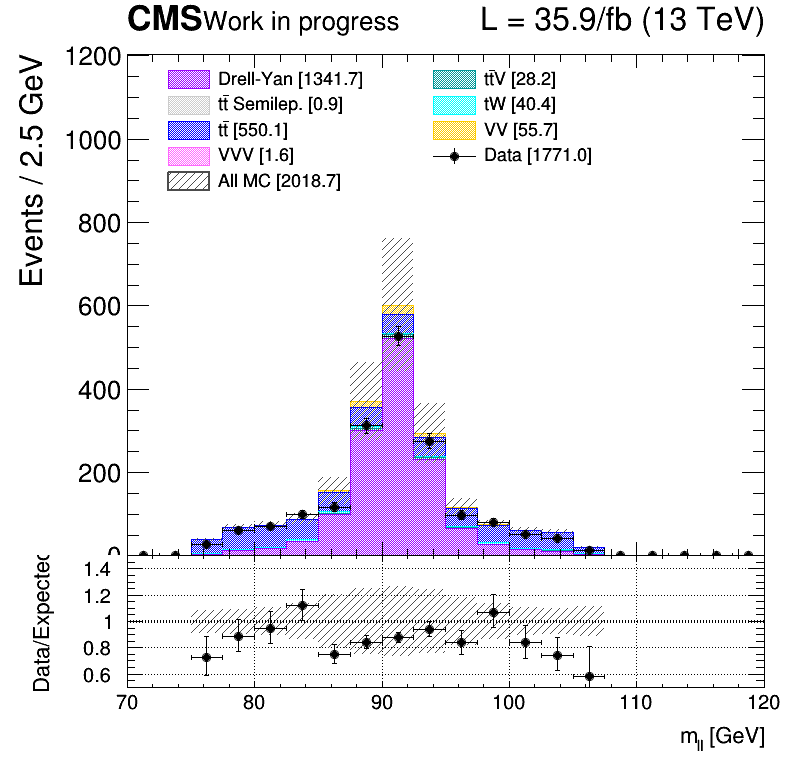 CMS Work in progress L = 35.9/fb (13 TeV)
Events / 2.5 GeV
1200
1000
800
600
400
200
0
Drell-Yan [1341.7]
tt̄ Semilep. [0.9]
tt̄ [550.1]
VVV [1.6]
All MC [2018.7]
tt̄V [28.2]
tW [40.4]
VV [55.7]
Data [1771.0]
Data/Expected
1.4
1.2
1
0.8
0.6
70 80 90 100 110 120
m_ll [GeV]